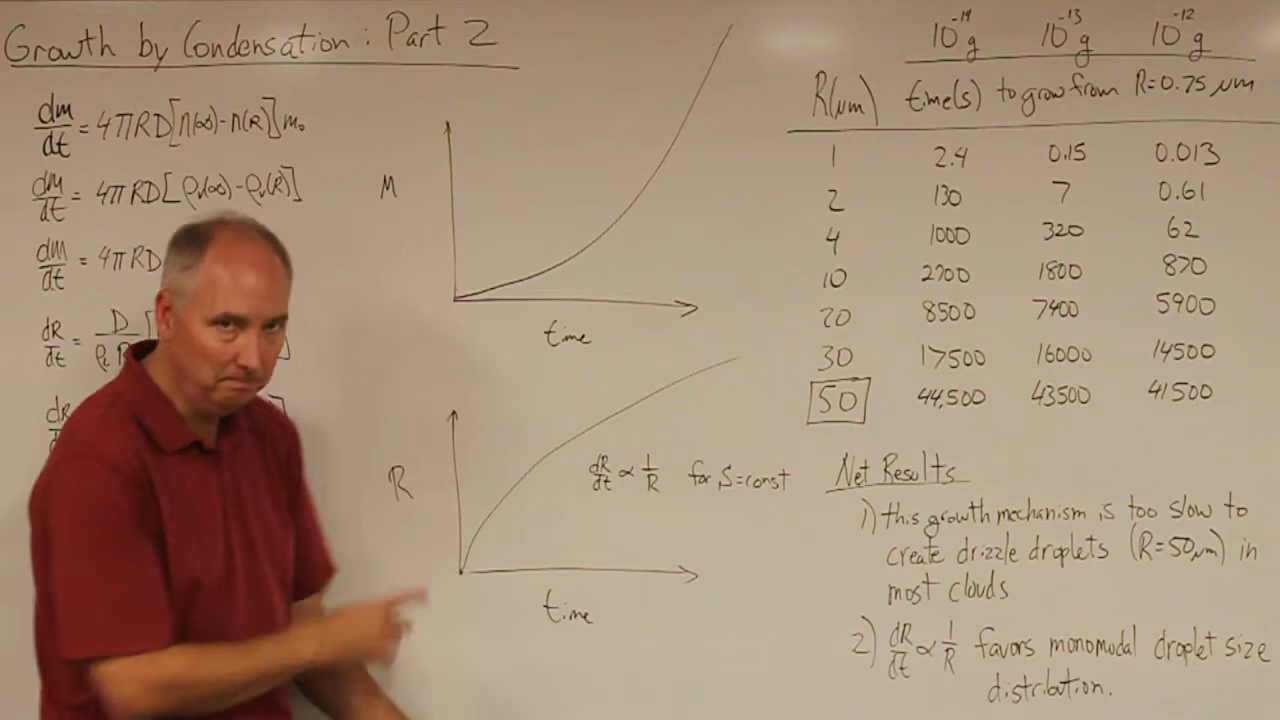 Growth by Condensation: Part 2
dm/dt = 4πRD[n(∞)-n(R)]m₀
dm/dt = 4πRD[ρᵥ(∞)-ρᵥ(R)]
dm/dt = 4πRD
dR/dt = D/ρ_L R [
dR
M
time
R
dR/dt ∝ 1/R for S=const
time
10⁻¹⁴g 10⁻¹³g 10⁻¹²g
R(μm) time(s) to grow from R=0.75 μm
1 2.4 0.15 0.013
2 130 7 0.61
4 1000 320 62
10 2700 1800 870
20 8500 7400 5900
30 17500 16000 14500
50 44,500 43500 41500
Net Results
1) this growth mechanism is too slow to
create drizzle droplets (R=50μm) in
most clouds
2) dR/dt ∝ 1/R favors monomodal droplet size
distribution.